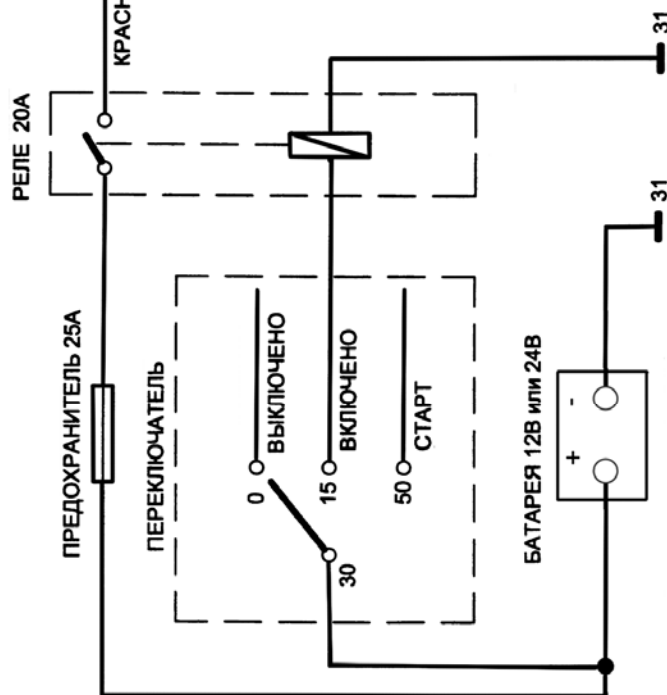 КРАСН
РЕЛЕ 20А
31
31
ПРЕДОХРАНИТЕЛЬ 25А
ПЕРЕКЛЮЧАТЕЛЬ
0
ВЫКЛЮЧЕНО
15
ВКЛЮЧЕНО
50
СТАРТ
30
БАТАРЕЯ 12В или 24В
+
-